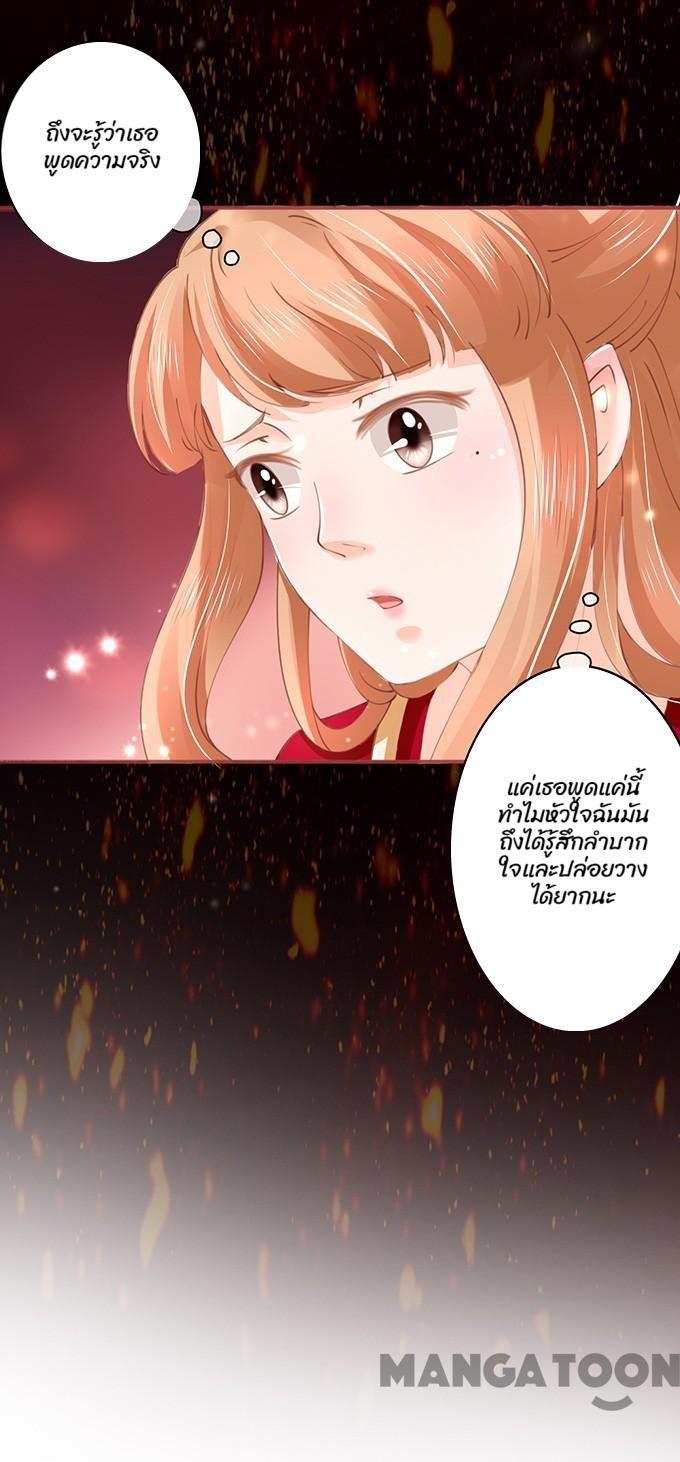 ถึงจะรู้ว่าเธอ
พูดความจริง
แค่เธอพูดแค่นี้
ทำไมหัวใจฉันมัน
ถึงได้รู้สึกลำบาก
ใจและปล่อยวาง
ได้ยากนะ
MANGATOON